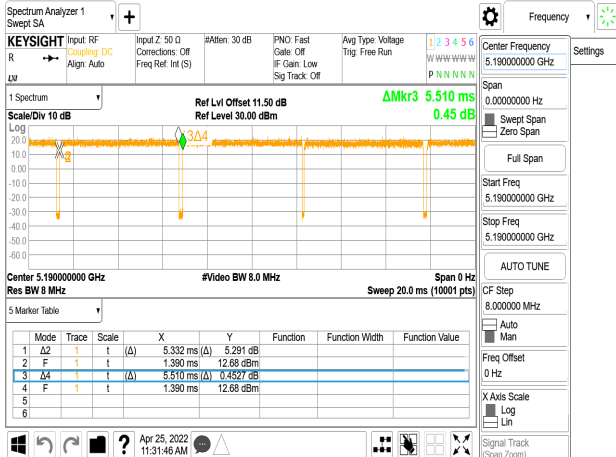 Spectrum Analyzer 1
Swept SA
Frequency
KEYSIGHT
R
LXI
Input: RF
Coupling: DC
Align: Auto
Input Z: 50 Ω
Corrections: Off
Freq Ref: Int (S)
#Atten: 30 dB
PNO: Fast
Gate: Off
IF Gain: Low
Sig Track: Off
Avg Type: Voltage
Trig: Free Run
1 2 3 4 5 6
W W W W W W
P N N N N N
1 Spectrum
Scale/Div 10 dB
Ref Lvl Offset 11.50 dB
Ref Level 30.00 dBm
ΔMkr3 5.510 ms
0.45 dB
Log
20.0
10.0
0.00
-10.0
-20.0
-30.0
-40.0
-50.0
-60.0
3Δ4
2
Center 5.190000000 GHz
Res BW 8 MHz
#Video BW 8.0 MHz
Span 0 Hz
Sweep 20.0 ms (10001 pts)
5 Marker Table
Mode Trace Scale X Y Function Function Width Function Value
1 Δ2 1 t (Δ) 5.332 ms (Δ) 5.291 dB
2 F 1 t 1.390 ms 12.68 dBm
3 Δ4 1 t (Δ) 5.510 ms (Δ) 0.4527 dB
4 F 1 t 1.390 ms 12.68 dBm
5
6
Apr 25, 2022
11:31:46 AM
Center Frequency
5.190000000 GHz
Span
0.00000000 Hz
Swept Span
Zero Span
Full Span
Start Freq
5.190000000 GHz
Stop Freq
5.190000000 GHz
AUTO TUNE
CF Step
8.000000 MHz
Auto
Man
Freq Offset
0 Hz
X Axis Scale
Log
Lin
Signal Track
(Span Zoom)
Settings